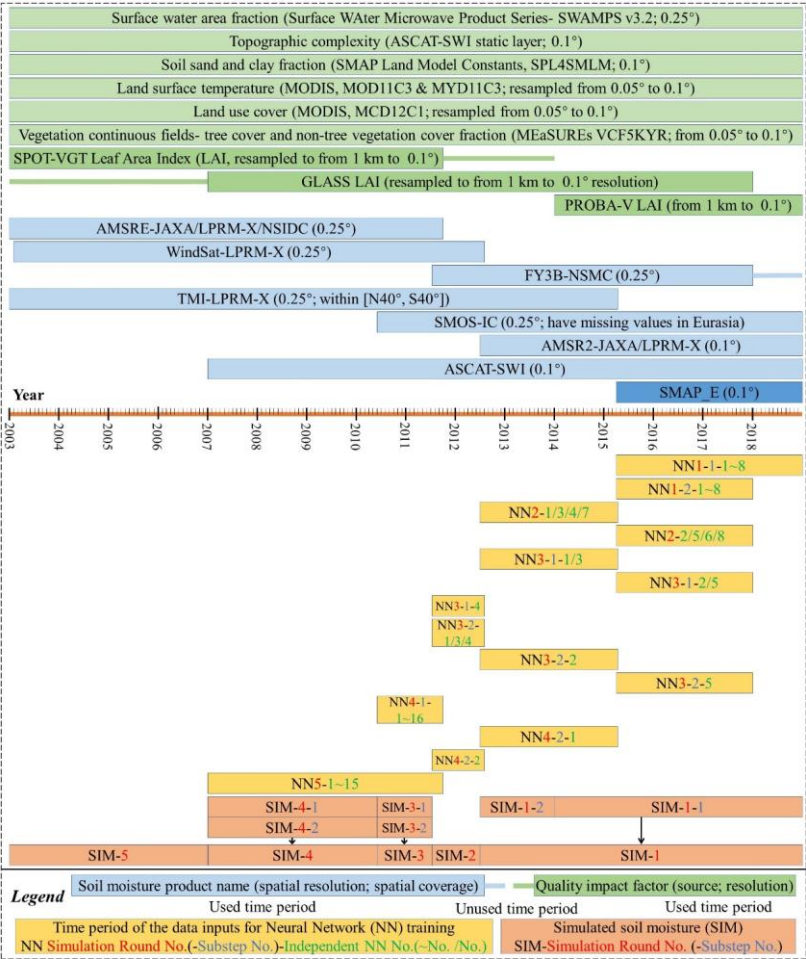 Surface water area fraction (Surface WAter Microwave Product Series- SWAMPS v3.2; 0.25°)
Topographic complexity (ASCAT-SWI static layer; 0.1°)
Soil sand and clay fraction (SMAP Land Model Constants, SPL4SMLM; 0.1°)
Land surface temperature (MODIS, MOD11C3 & MYD11C3; resampled from 0.05° to 0.1°)
Land use cover (MODIS, MCD12C1; resampled from 0.05° to 0.1°)
Vegetation continuous fields- tree cover and non-tree vegetation cover fraction (MEaSUREs VCF5KYR; from 0.05° to 0.1°)
SPOT-VGT Leaf Area Index (LAI, resampled to from 1 km to 0.1°)
GLASS LAI (resampled to from 1 km to 0.1° resolution)
PROBA-V LAI (from 1 km to 0.1°)
AMSRE-JAXA/LPRM-X/NSIDC (0.25°)
WindSat-LPRM-X (0.25°)
FY3B-NSMC (0.25°)
TMI-LPRM-X (0.25°; within [N40°, S40°])
SMOS-IC (0.25°; have missing values in Eurasia)
AMSR2-JAXA/LPRM-X (0.1°)
ASCAT-SWI (0.1°)
Year
SMAP_E (0.1°)
2003 2004 2005 2006 2007 2008 2009 2010 2011 2012 2013 2014 2015 2016 2017 2018
NN1-1-1~8
NN1-2-1~8
NN2-1/3/4/7
NN2-2/5/6/8
NN3-1-1/3
NN3-1-2/5
NN3-1-4
NN3-2-
1/3/4
NN3-2-2
NN3-2-5
NN4-1-
1~16
NN4-2-1
NN4-2-2
NN5-1~15
SIM-4-1 SIM-3-1 SIM-1-2 SIM-1-1
SIM-4-2 SIM-3-2
SIM-5 SIM-4 SIM-3 SIM-2 SIM-1
Legend
Soil moisture product name (spatial resolution; spatial coverage) Quality impact factor (source; resolution)
Used time period Unused time period Used time period
Time period of the data inputs for Neural Network (NN) training
NN Simulation Round No.(-Substep No.)-Independent NN No.(~No. /No.)
Simulated soil moisture (SIM)
SIM-Simulation Round No. (-Substep No.)